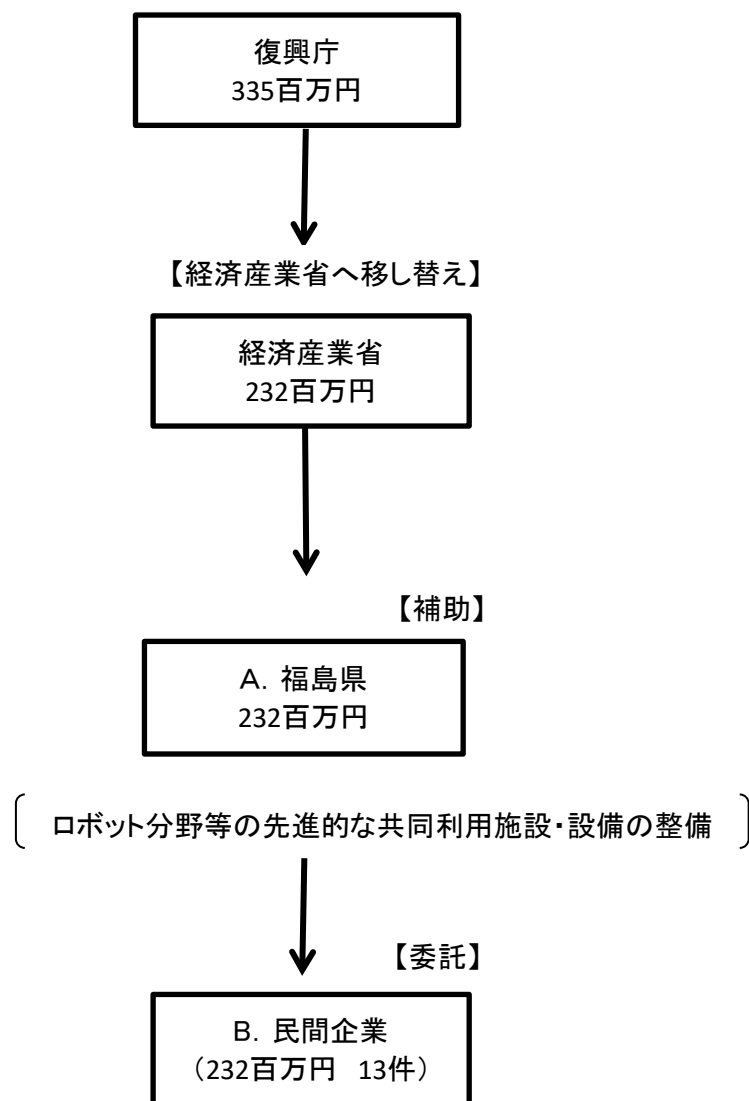 復興庁
335百万円
【経済産業省へ移し替え】
経済産業省
232百万円
【補助】
A．福島県
232百万円
ロボット分野等の先進的な共同利用施設・設備の整備
【委託】
B．民間企業
（232百万円　13件）